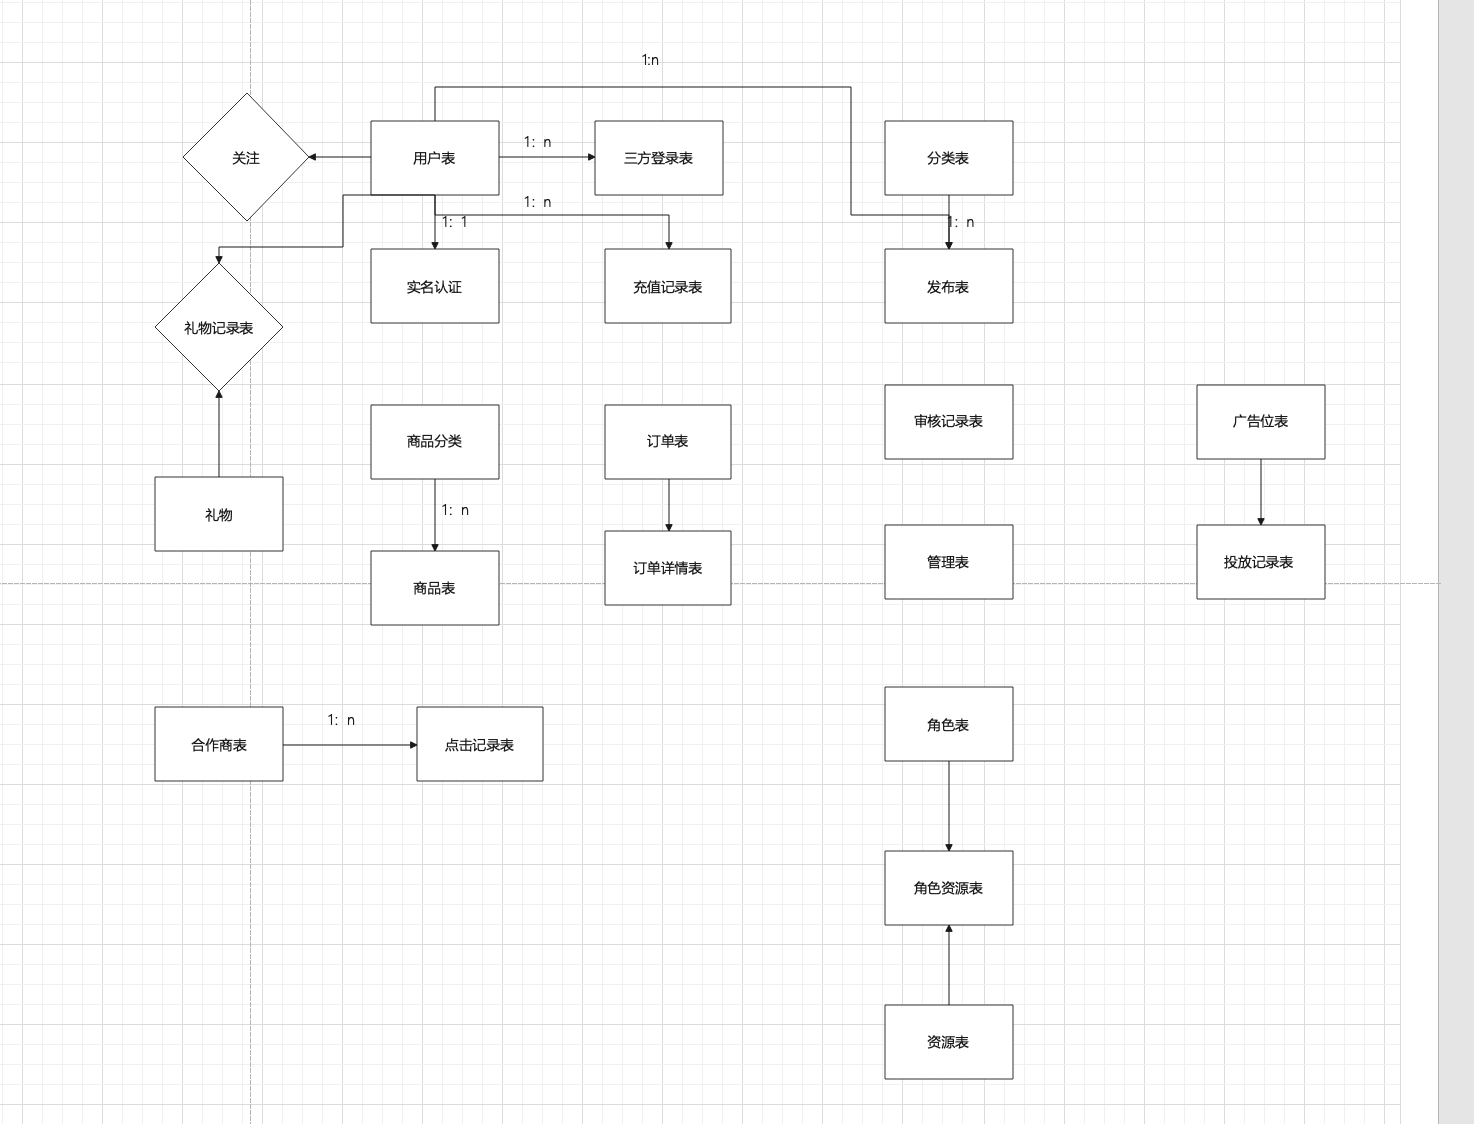 1:n
关注
用户表
1: n
三方登录表
分类表
1: n
1: 1
1: n
实名认证
充值记录表
发布表
礼物记录表
商品分类
订单表
审核记录表
广告位表
1: n
礼物
订单详情表
管理表
投放记录表
商品表
合作商表
1: n
点击记录表
角色表
角色资源表
资源表